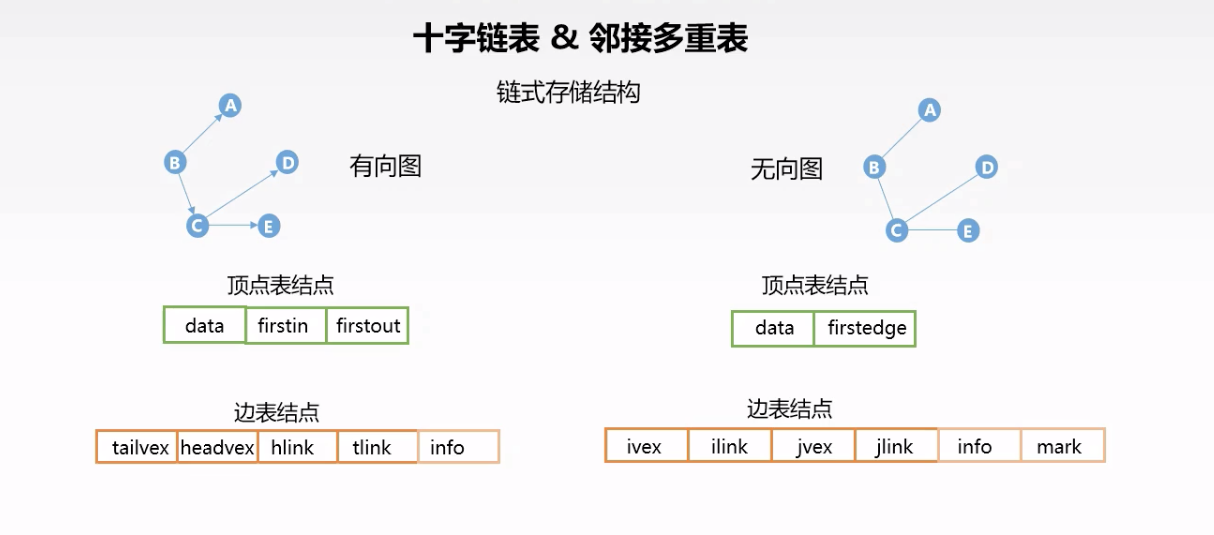 十字链表 & 邻接多重表
链式存储结构
A
B
D
C
E
有向图
无向图
A
B
D
C
E
顶点表结点
data firstin firstout
顶点表结点
data firstedge
边表结点
tailvex headvex hlink tlink info
边表结点
ivex ilink jvex jlink info mark